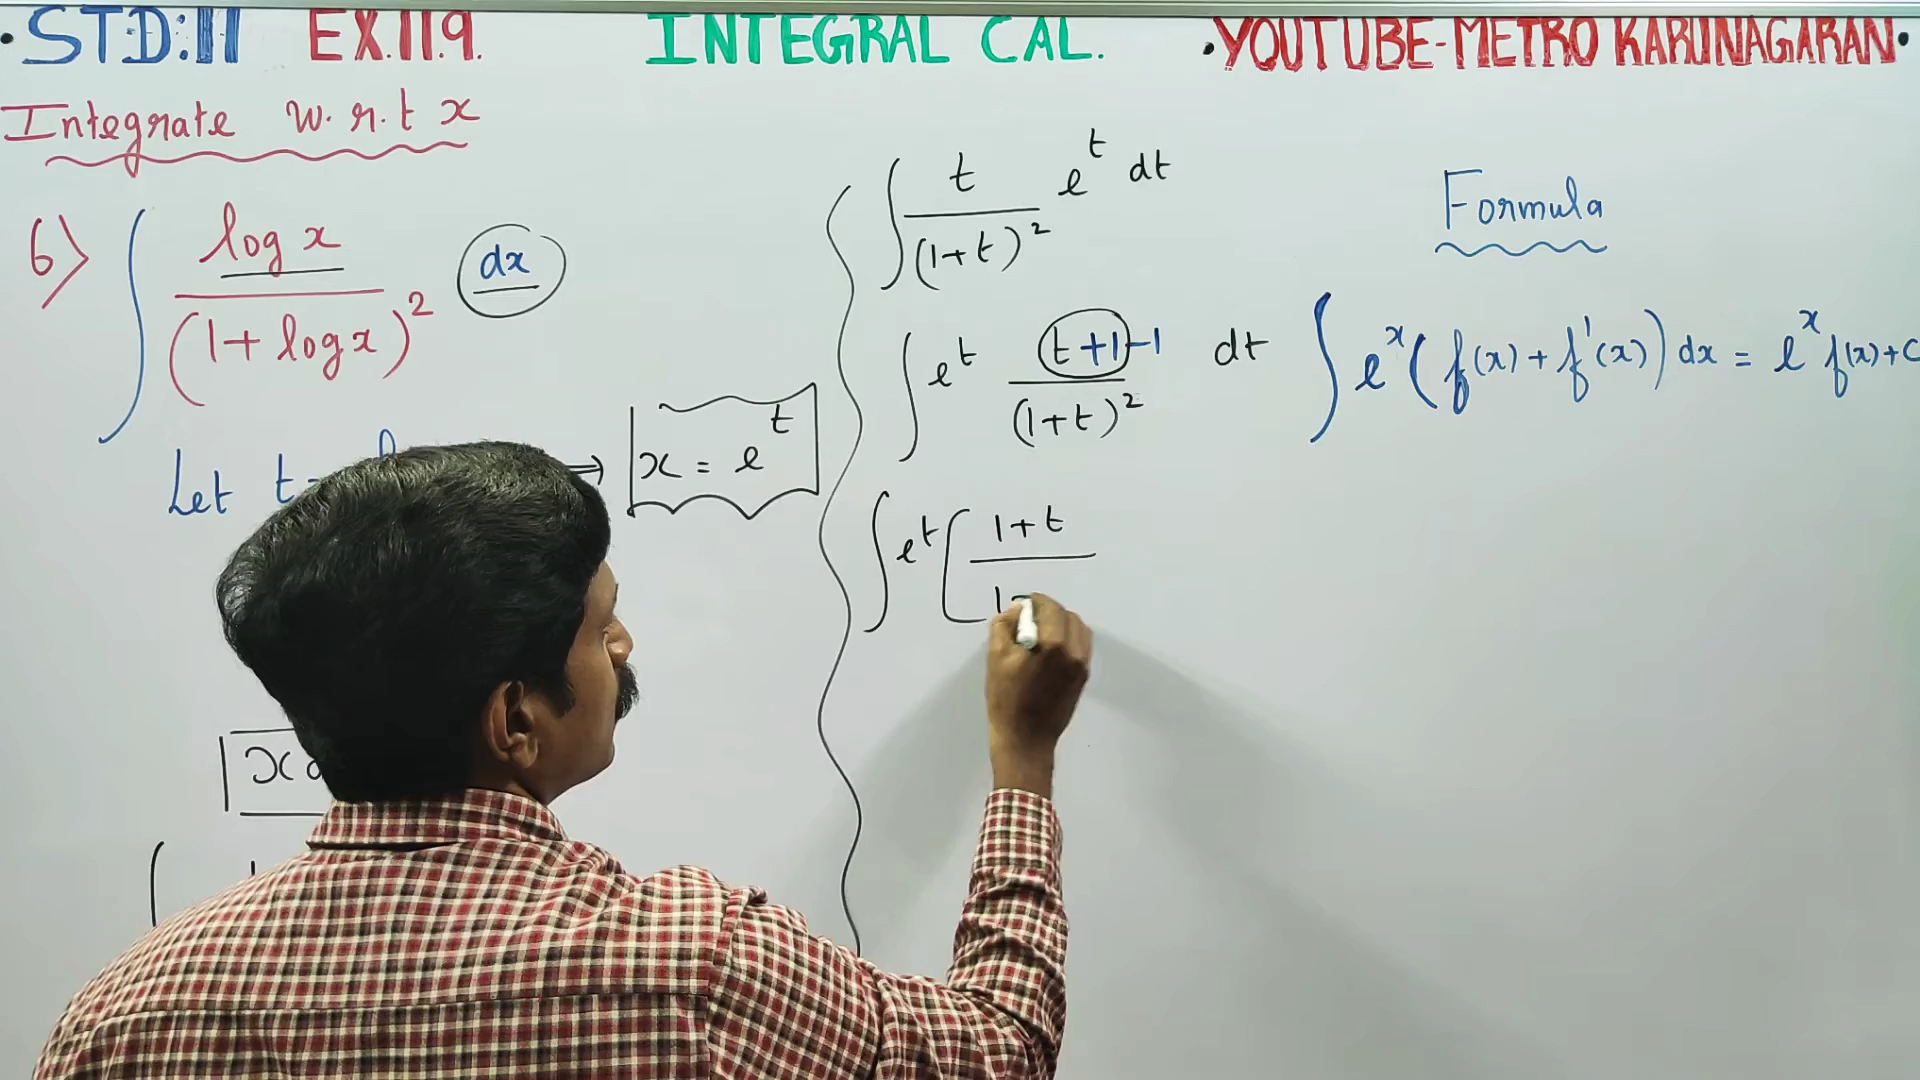 ·STD:11 EX.11.9. INTEGRAL CAL. ·YOUTUBE-METRO KARUNAGARAN·
Integrate w.r.t x
6> ∫ log x / (1 + log x)² dx
Let t =
⇒ x = e^t
x
∫ t / (1+t)² e^t dt
∫ e^t (t+1)-1 / (1+t)² dt
∫ e^t [ 1+t /
Formula
∫ e^x (f(x) + f'(x)) dx = e^x f(x) + c